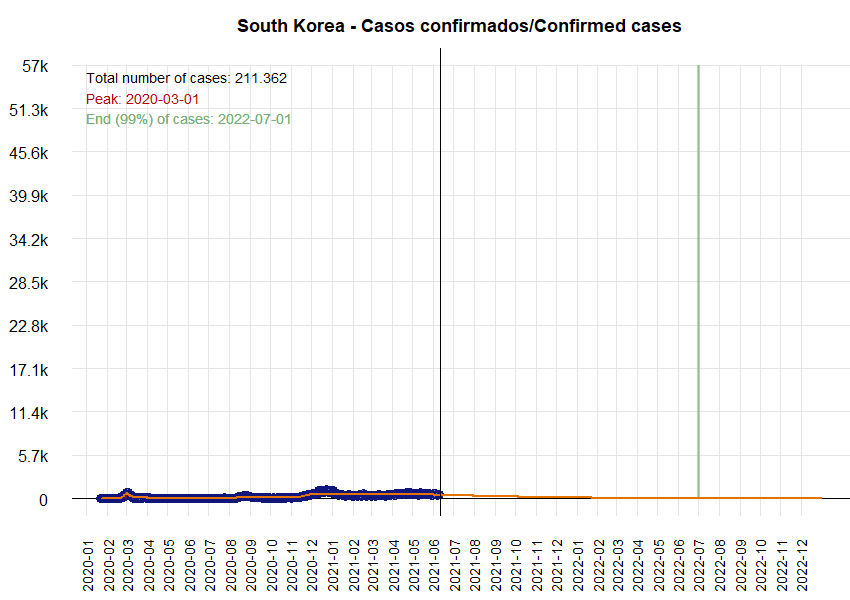 South Korea - Casos confirmados/Confirmed cases
57k
Total number of cases: 211.362
Peak: 2020-03-01
End (99%) of cases: 2022-07-01
51.3k
45.6k
39.9k
34.2k
28.5k
22.8k
17.1k
11.4k
5.7k
0
2020-01
2020-02
2020-03
2020-04
2020-05
2020-06
2020-07
2020-08
2020-09
2020-10
2020-11
2020-12
2021-01
2021-02
2021-03
2021-04
2021-05
2021-06
2021-07
2021-08
2021-09
2021-10
2021-11
2021-12
2022-01
2022-02
2022-03
2022-04
2022-05
2022-06
2022-07
2022-08
2022-09
2022-10
2022-11
2022-12